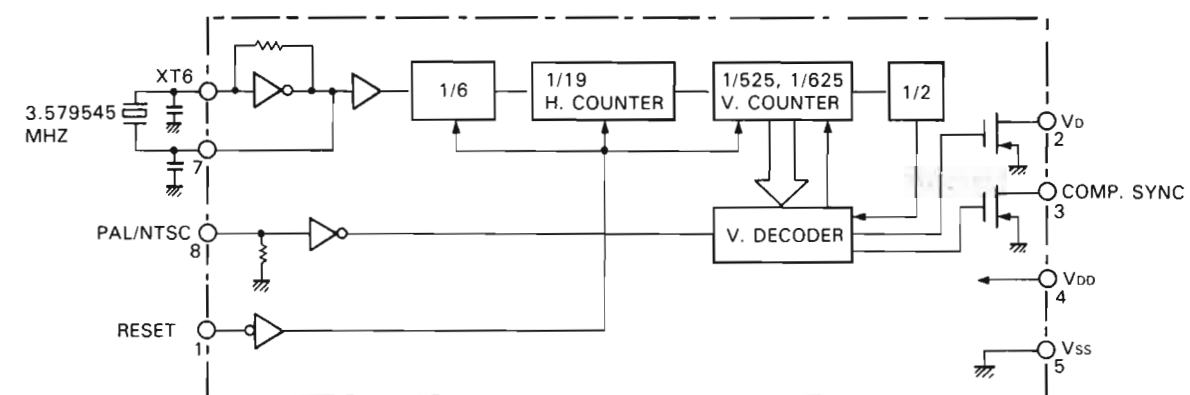 XT6
3.579545
MHZ
7
PAL/NTSC
8
RESET
1
1/6
1/19
H. COUNTER
1/525, 1/625
V. COUNTER
1/2
V. DECODER
VD
2
COMP. SYNC
3
VDD
4
VSS
5